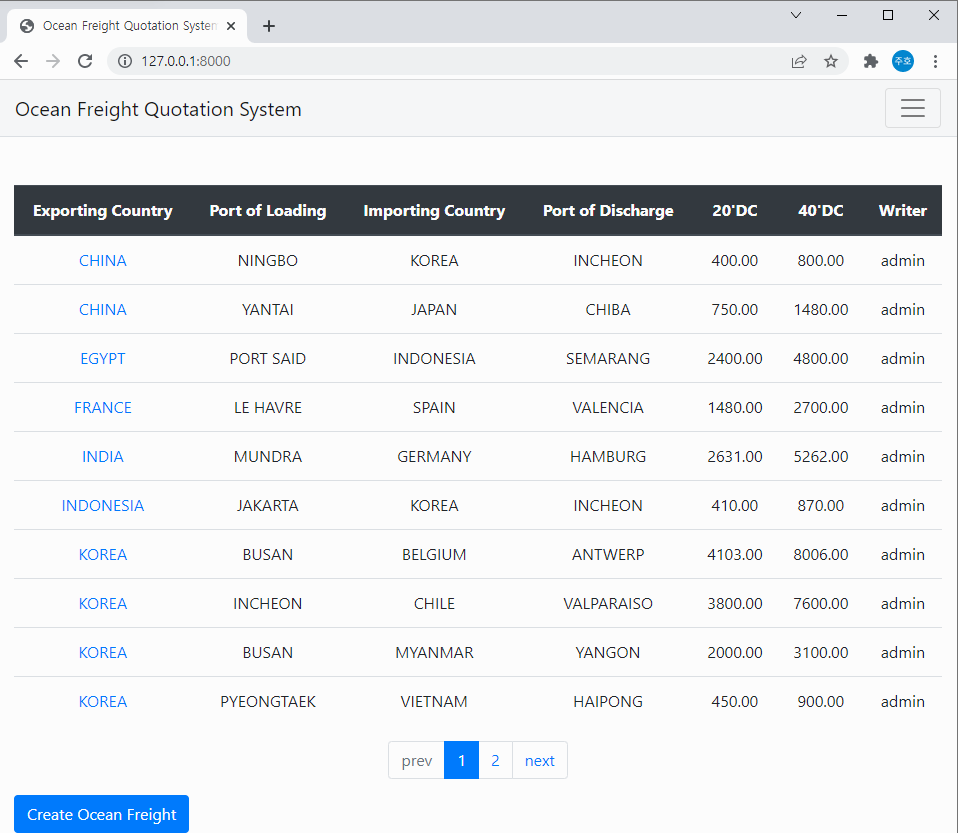 Ocean Freight Quotation System
127.0.0.1:8000
주호
Ocean Freight Quotation System
Exporting Country Port of Loading Importing Country Port of Discharge 20'DC 40'DC Writer
CHINA NINGBO KOREA INCHEON 400.00 800.00 admin
CHINA YANTAI JAPAN CHIBA 750.00 1480.00 admin
EGYPT PORT SAID INDONESIA SEMARANG 2400.00 4800.00 admin
FRANCE LE HAVRE SPAIN VALENCIA 1480.00 2700.00 admin
INDIA MUNDRA GERMANY HAMBURG 2631.00 5262.00 admin
INDONESIA JAKARTA KOREA INCHEON 410.00 870.00 admin
KOREA BUSAN BELGIUM ANTWERP 4103.00 8006.00 admin
KOREA INCHEON CHILE VALPARAISO 3800.00 7600.00 admin
KOREA BUSAN MYANMAR YANGON 2000.00 3100.00 admin
KOREA PYEONGTAEK VIETNAM HAIPONG 450.00 900.00 admin
prev 1 2 next
Create Ocean Freight